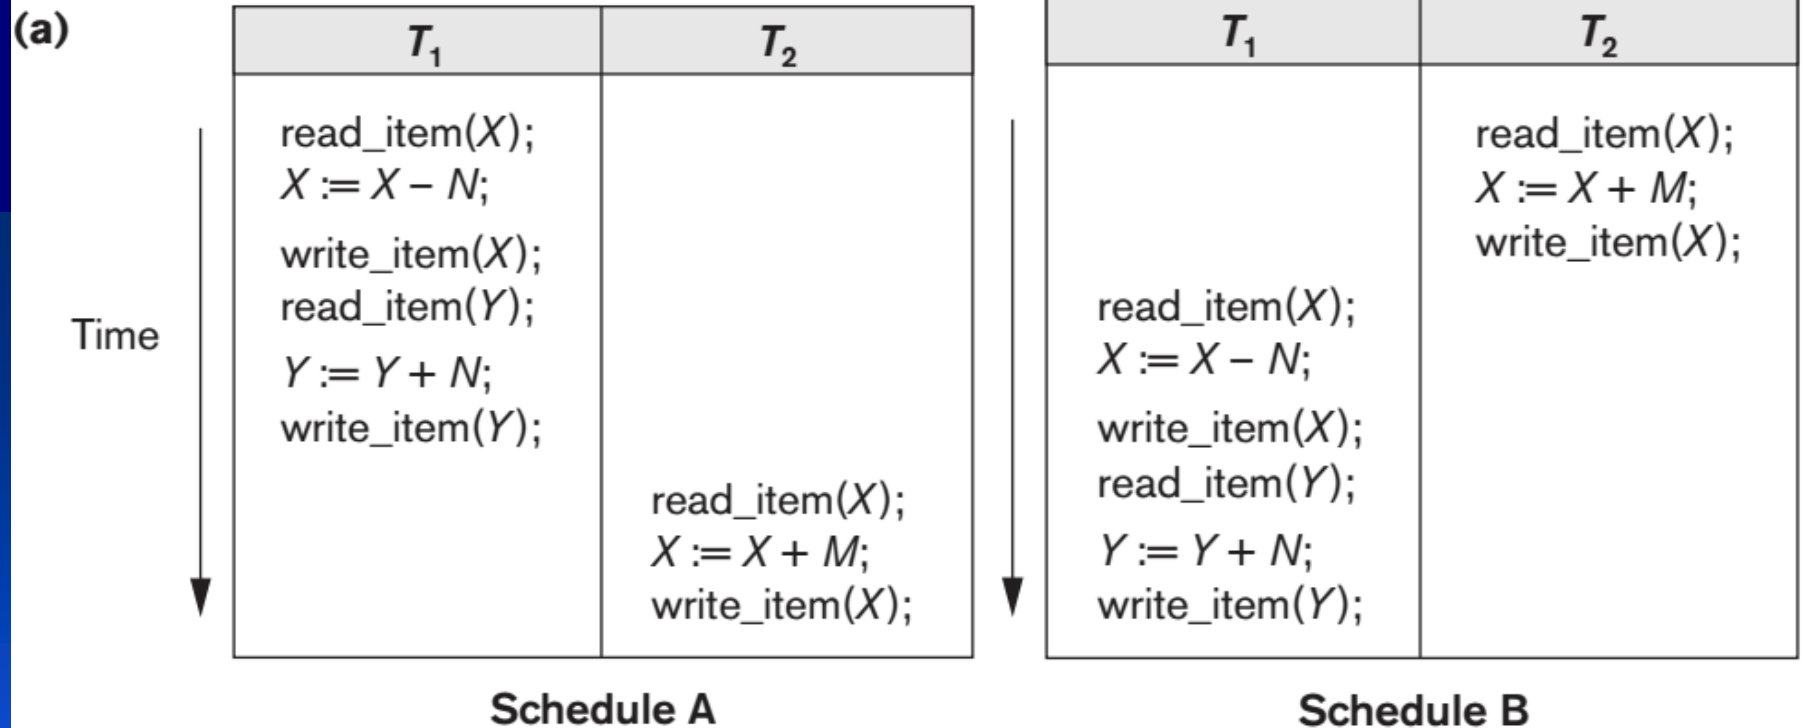 (a)
T1 T2
read_item(X);
X := X – N;
write_item(X);
read_item(Y);
Time
Y := Y + N;
write_item(Y);
read_item(X);
X := X + M;
write_item(X);
Schedule A
T1 T2
read_item(X);
X := X + M;
write_item(X);
read_item(X);
X := X – N;
write_item(X);
read_item(Y);
Y := Y + N;
write_item(Y);
Schedule B